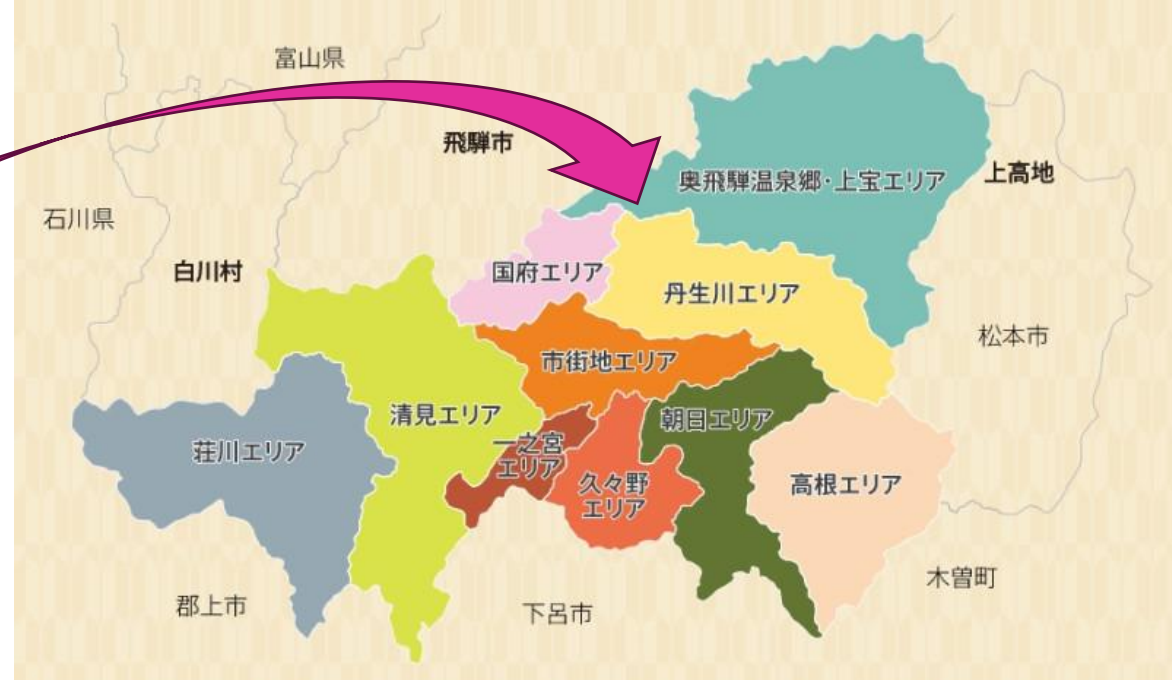 富山県
飛騨市
奥飛騨温泉郷・上宝エリア
上高地
石川県
白川村
国府エリア
丹生川エリア
松本市
市街地エリア
清見エリア
朝日エリア
荘川エリア
一之宮
エリア
久々野
エリア
高根エリア
木曽町
郡上市
下呂市